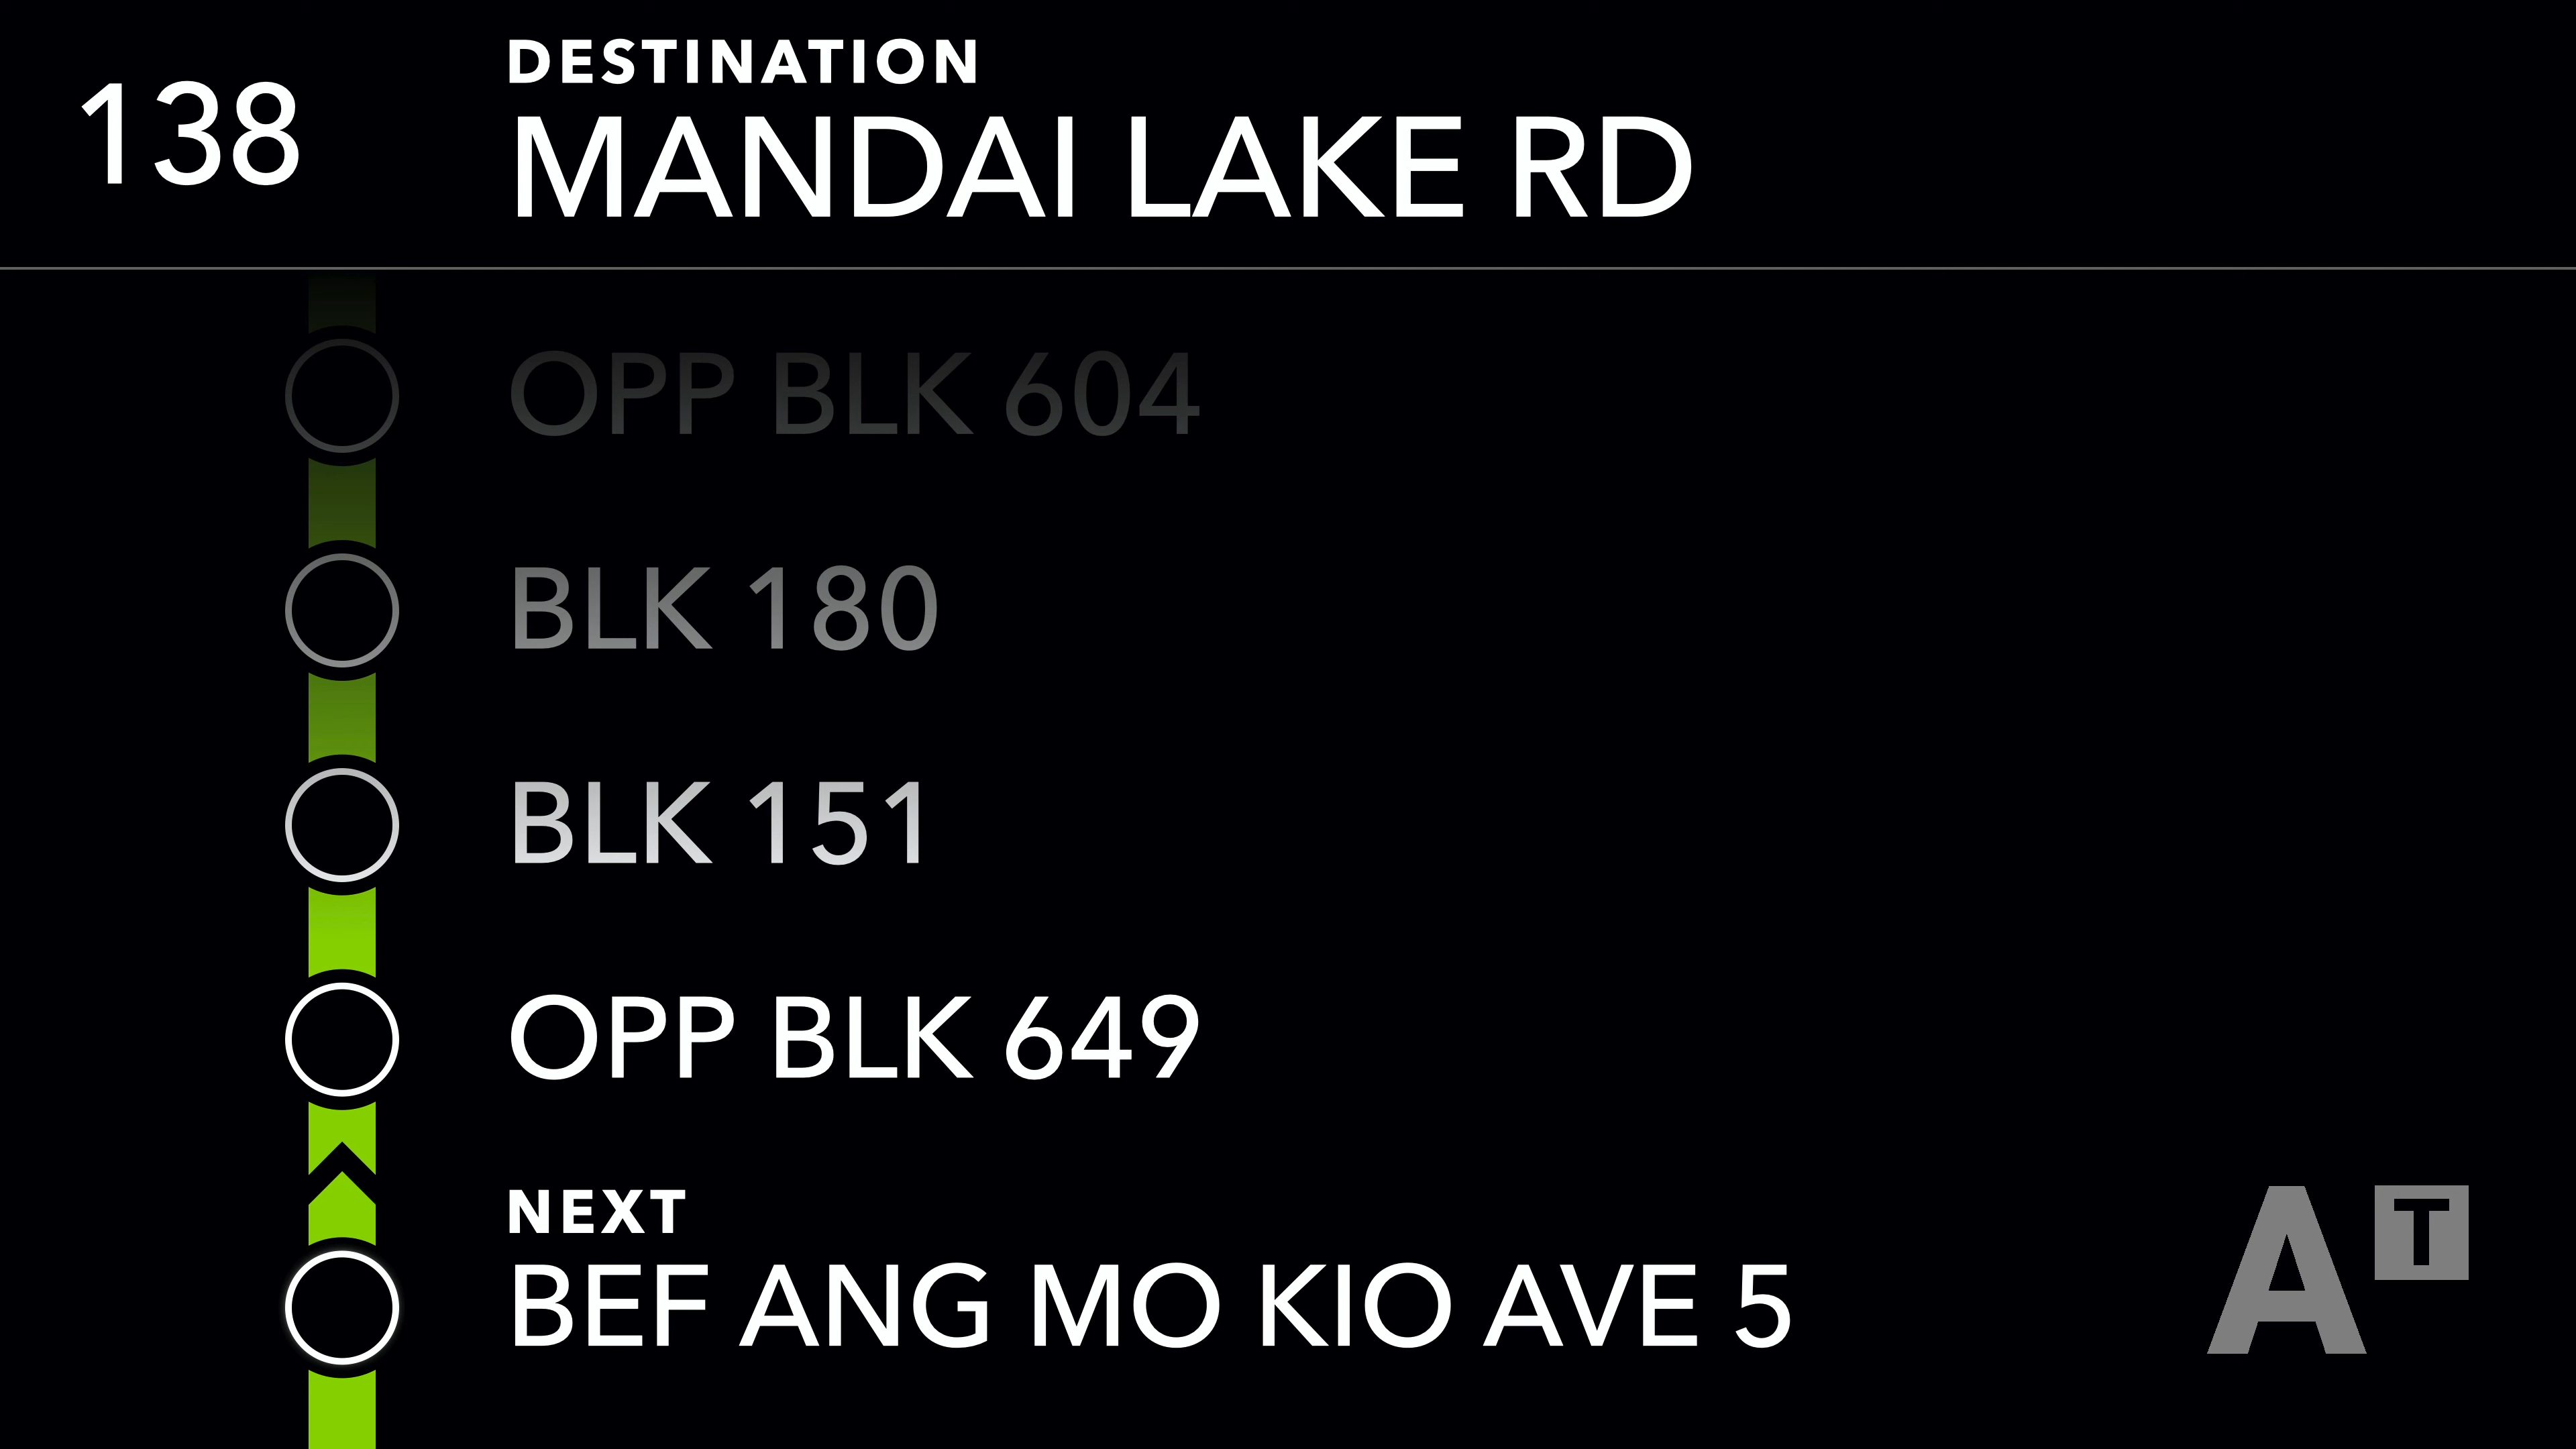 138
DESTINATION
MANDAI LAKE RD
OPP BLK 604
BLK 180
BLK 151
OPP BLK 649
NEXT
BEF ANG MO KIO AVE 5
AT